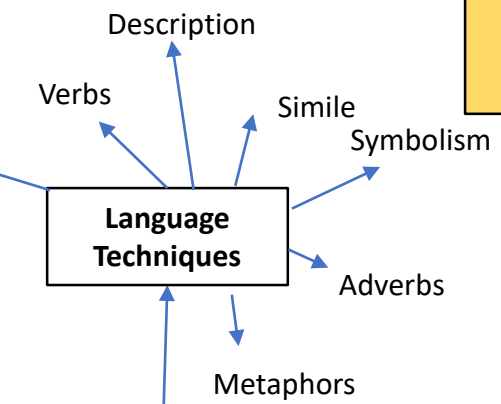 Description
Verbs
Simile
Symbolism
Language
Techniques
Adverbs
Metaphors